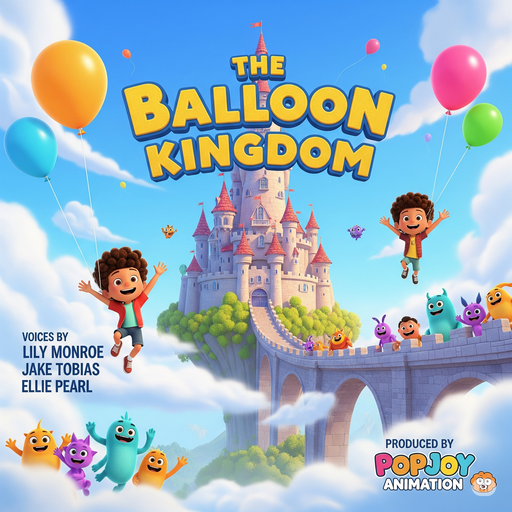 THE
BALLOON
KINGDOM
VOICES BY
LILY MONROE
JAKE TOBIAS
ELLIE PEARL
PRODUCED BY
POPJOY
ANIMATION